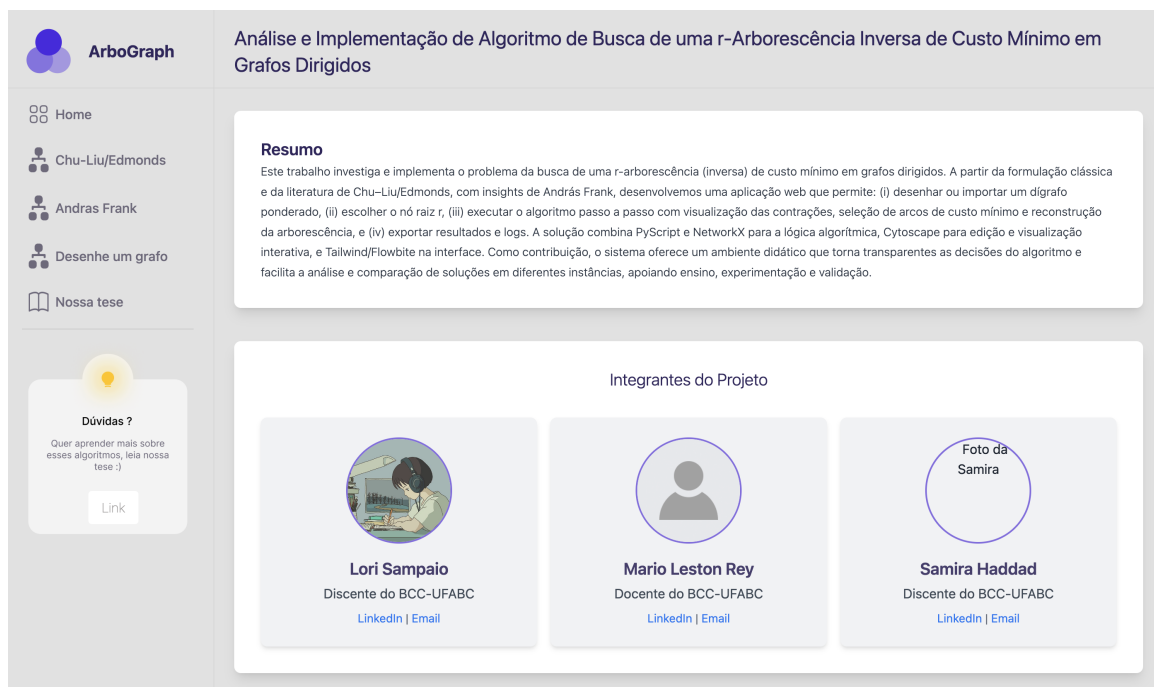 ArboGraph
Home
Chu-Liu/Edmonds
Andras Frank
Desenhe um grafo
Nossa tese
Dúvidas ?
Quer aprender mais sobre
esses algoritmos, leia nossa
tese :)
Link
Análise e Implementação de Algoritmo de Busca de uma r-Arborescência Inversa de Custo Mínimo em
Grafos Dirigidos
Resumo
Este trabalho investiga e implementa o problema da busca de uma r-arborescência (inversa) de custo mínimo em grafos dirigidos. A partir da formulação clássica
e da literatura de Chu–Liu/Edmonds, com insights de András Frank, desenvolvemos uma aplicação web que permite: (i) desenhar ou importar um dígrafo
ponderado, (ii) escolher o nó raiz r, (iii) executar o algoritmo passo a passo com visualização das contrações, seleção de arcos de custo mínimo e reconstrução
da arborescência, e (iv) exportar resultados e logs. A solução combina PyScript e NetworkX para a lógica algorítmica, Cytoscape para edição e visualização
interativa, e Tailwind/Flowbite na interface. Como contribuição, o sistema oferece um ambiente didático que torna transparentes as decisões do algoritmo e
facilita a análise e comparação de soluções em diferentes instâncias, apoiando ensino, experimentação e validação.
Integrantes do Projeto
Lori Sampaio
Discente do BCC-UFABC
LinkedIn | Email
Mario Leston Rey
Docente do BCC-UFABC
LinkedIn | Email
Foto da
Samira
Samira Haddad
Discente do BCC-UFABC
LinkedIn | Email